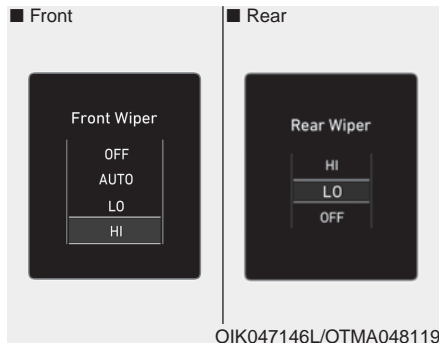 ■ Front
Front Wiper
OFF
AUTO
LO
HI
■ Rear
Rear Wiper
HI
LO
OFF
OIK047146L/OTMA048119